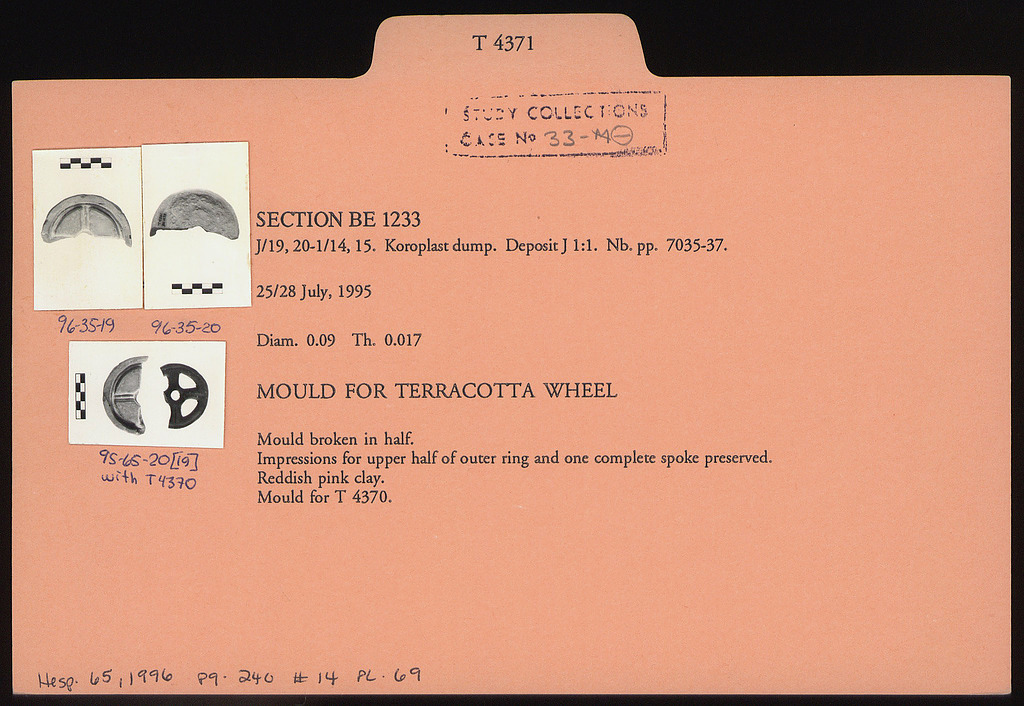 T 4371
STUDY COLLECTIONS
CASE No 33-
SECTION BE 1233
J/19, 20-1/14, 15. Koroplast dump. Deposit J 1:1. Nb. pp. 7035-37.
25/28 July, 1995
96-35-19 96-35-20
Diam. 0.09 Th. 0.017
MOULD FOR TERRACOTTA WHEEL
Mould broken in half.
Impressions for upper half of outer ring and one complete spoke preserved.
Reddish pink clay.
Mould for T 4370.
95-65-20[19]
with T4370
Hesp. 65, 1996 pg. 240 #14 PL. 69